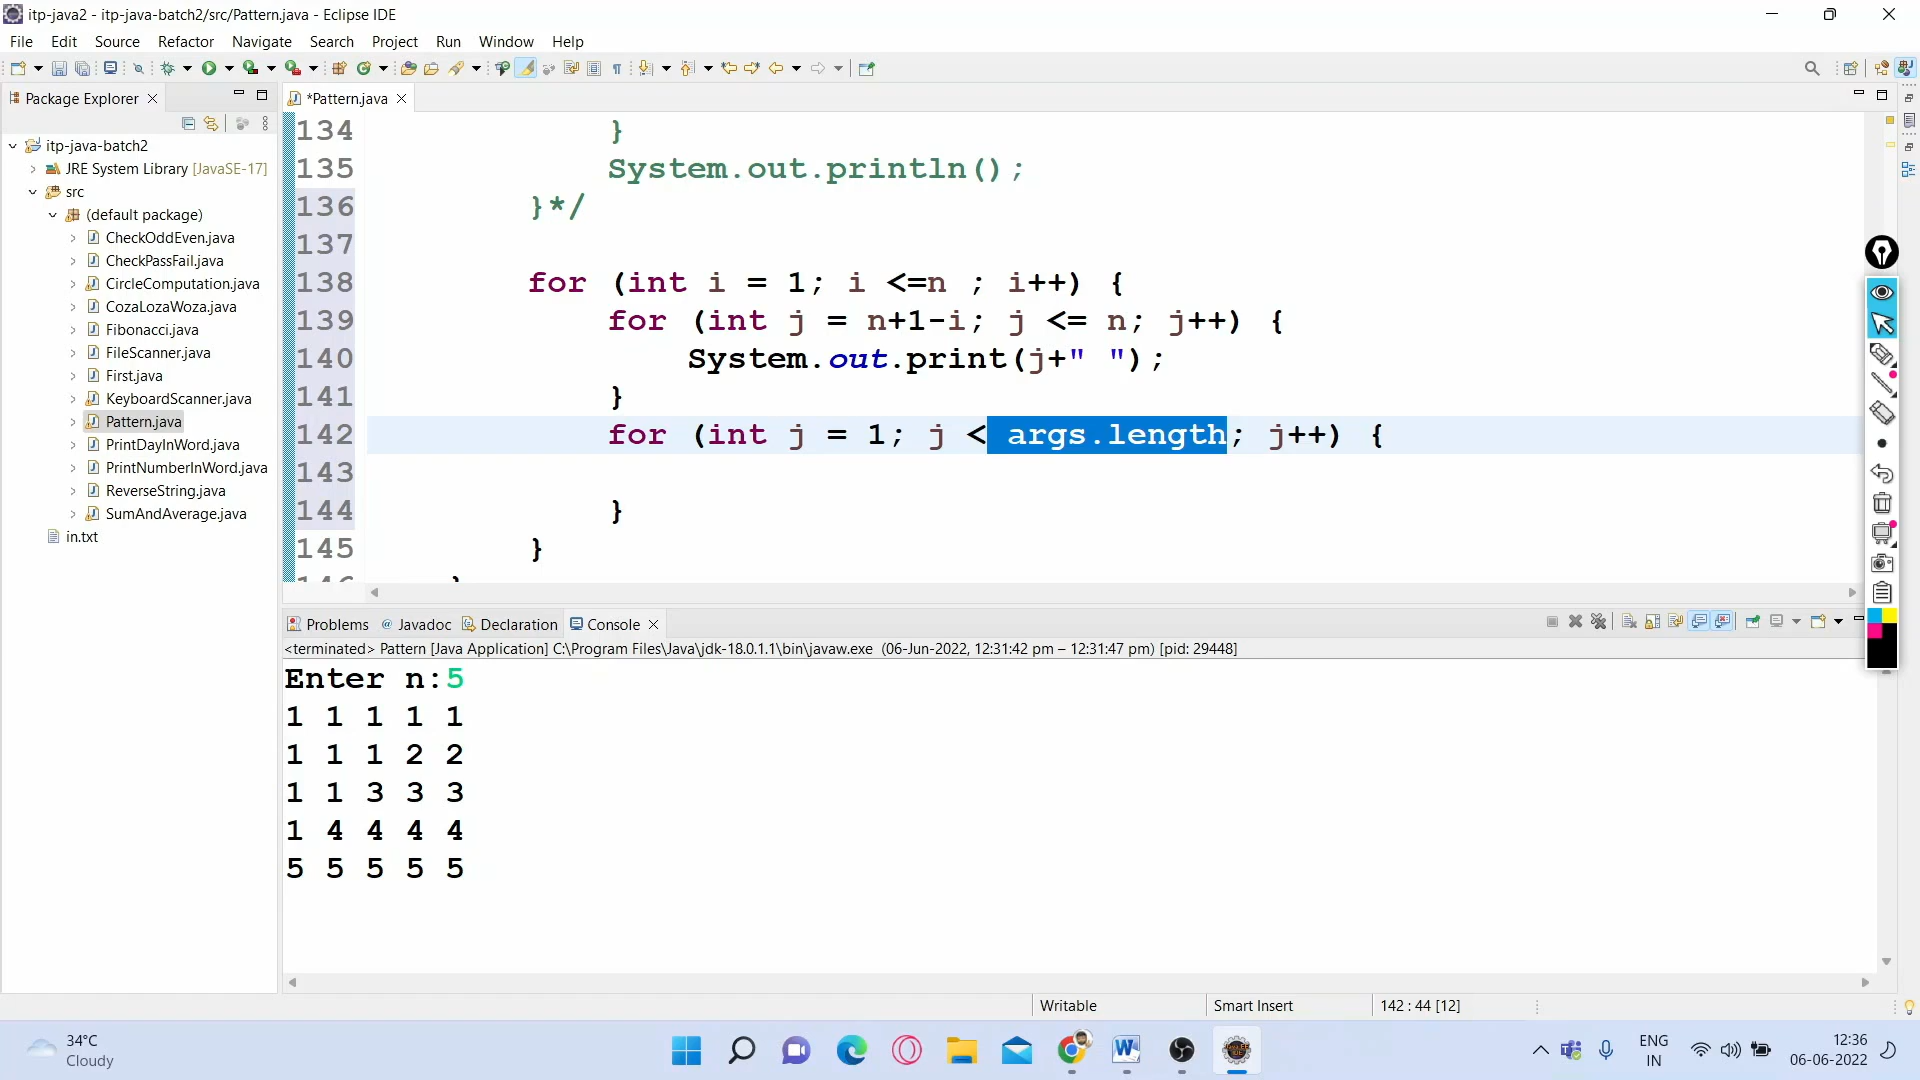 itp-java2 - itp-java-batch2/src/Pattern.java - Eclipse IDE
File Edit Source Refactor Navigate Search Project Run Window Help
Package Explorer
*Pattern.java
itp-java-batch2
JRE System Library [JavaSE-17]
src
(default package)
CheckOddEven.java
CheckPassFail.java
CircleComputation.java
CozaLozaWoza.java
Fibonacci.java
FileScanner.java
First.java
KeyboardScanner.java
Pattern.java
PrintDayInWord.java
PrintNumberInWord.java
ReverseString.java
SumAndAverage.java
in.txt
134 }
135 System.out.println();
136 }*/
137
138 for (int i = 1; i <=n ; i++) {
139 for (int j = n+1-i; j <= n; j++) {
140 System.out.print(j+" ");
141 }
142 for (int j = 1; j < args.length; j++) {
143
144 }
145 }
Problems @ Javadoc Declaration Console
<terminated> Pattern [Java Application] C:\Program Files\Java\jdk-18.0.1.1\bin\javaw.exe (06-Jun-2022, 12:31:42 pm – 12:31:47 pm) [pid: 29448]
Enter n:5
1 1 1 1 1
1 1 1 2 2
1 1 3 3 3
1 4 4 4 4
5 5 5 5 5
Writable Smart Insert 142 : 44 [12]
34°C
Cloudy
ENG
IN
12:36
06-06-2022